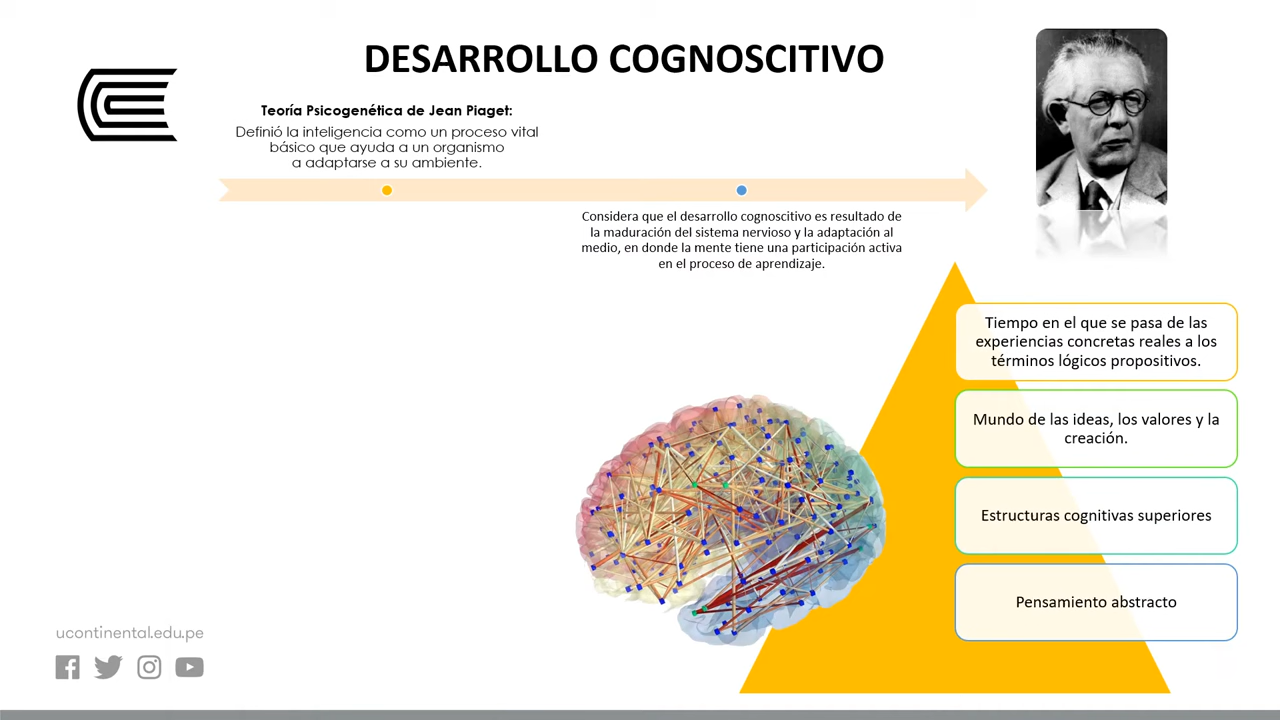 DESARROLLO COGNOSCITIVO
Teoría Psicogenética de Jean Piaget:
Definió la inteligencia como un proceso vital
básico que ayuda a un organismo
a adaptarse a su ambiente.
Considera que el desarrollo cognoscitivo es resultado de
la maduración del sistema nervioso y la adaptación al
medio, en donde la mente tiene una participación activa
en el proceso de aprendizaje.
Tiempo en el que se pasa de las
experiencias concretas reales a los
términos lógicos propositivos.
Mundo de las ideas, los valores y la
creación.
Estructuras cognitivas superiores
Pensamiento abstracto
ucontinental.edu.pe